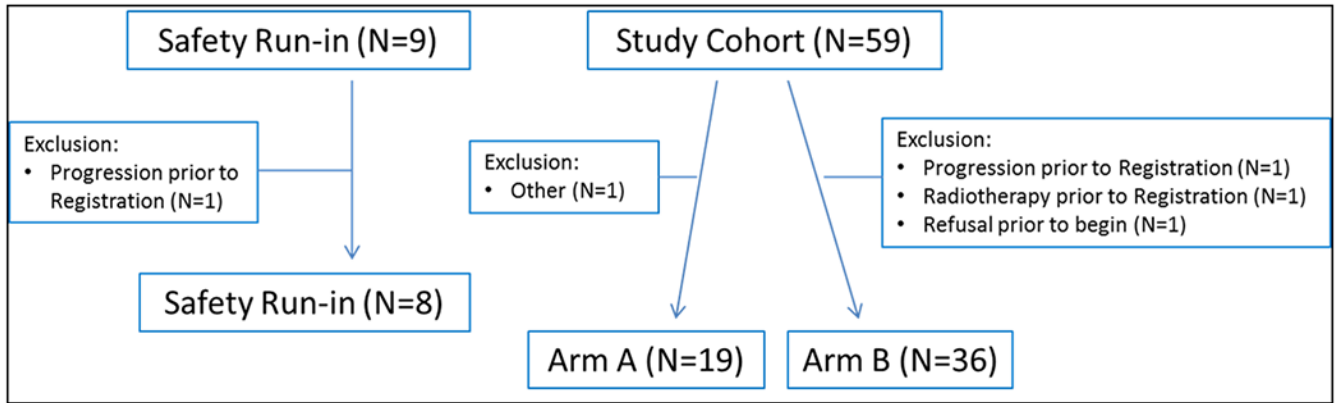 Safety Run-in (N=9)
Study Cohort (N=59)
Exclusion:
• Progression prior to
Registration (N=1)
Exclusion:
• Other (N=1)
Exclusion:
• Progression prior to Registration (N=1)
• Radiotherapy prior to Registration (N=1)
• Refusal prior to begin (N=1)
Safety Run-in (N=8)
Arm A (N=19)
Arm B (N=36)